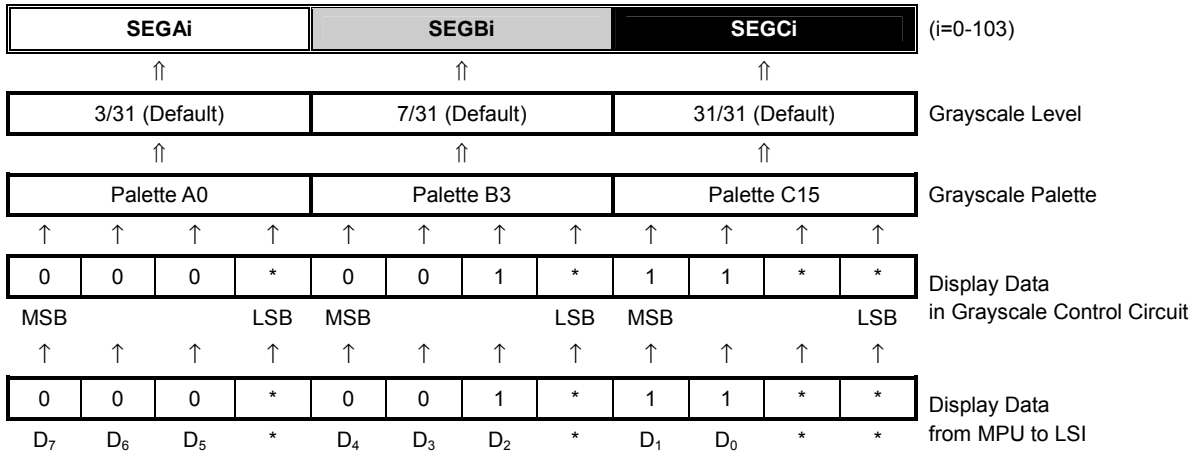 SEGAi SEGBi SEGCi (i=0-103)
⇑ ⇑ ⇑
3/31 (Default) 7/31 (Default) 31/31 (Default) Grayscale Level
⇑ ⇑ ⇑
Palette A0 Palette B3 Palette C15 Grayscale Palette
↑ ↑ ↑ ↑ ↑ ↑ ↑ ↑ ↑ ↑ ↑ ↑
0 0 0 * 0 0 1 * 1 1 * * Display Data
MSB LSB MSB LSB MSB LSB in Grayscale Control Circuit
↑ ↑ ↑ ↑ ↑ ↑ ↑ ↑ ↑ ↑ ↑ ↑
0 0 0 * 0 0 1 * 1 1 * * Display Data
D₇ D₆ D₅ * D₄ D₃ D₂ * D₁ D₀ * * from MPU to LSI